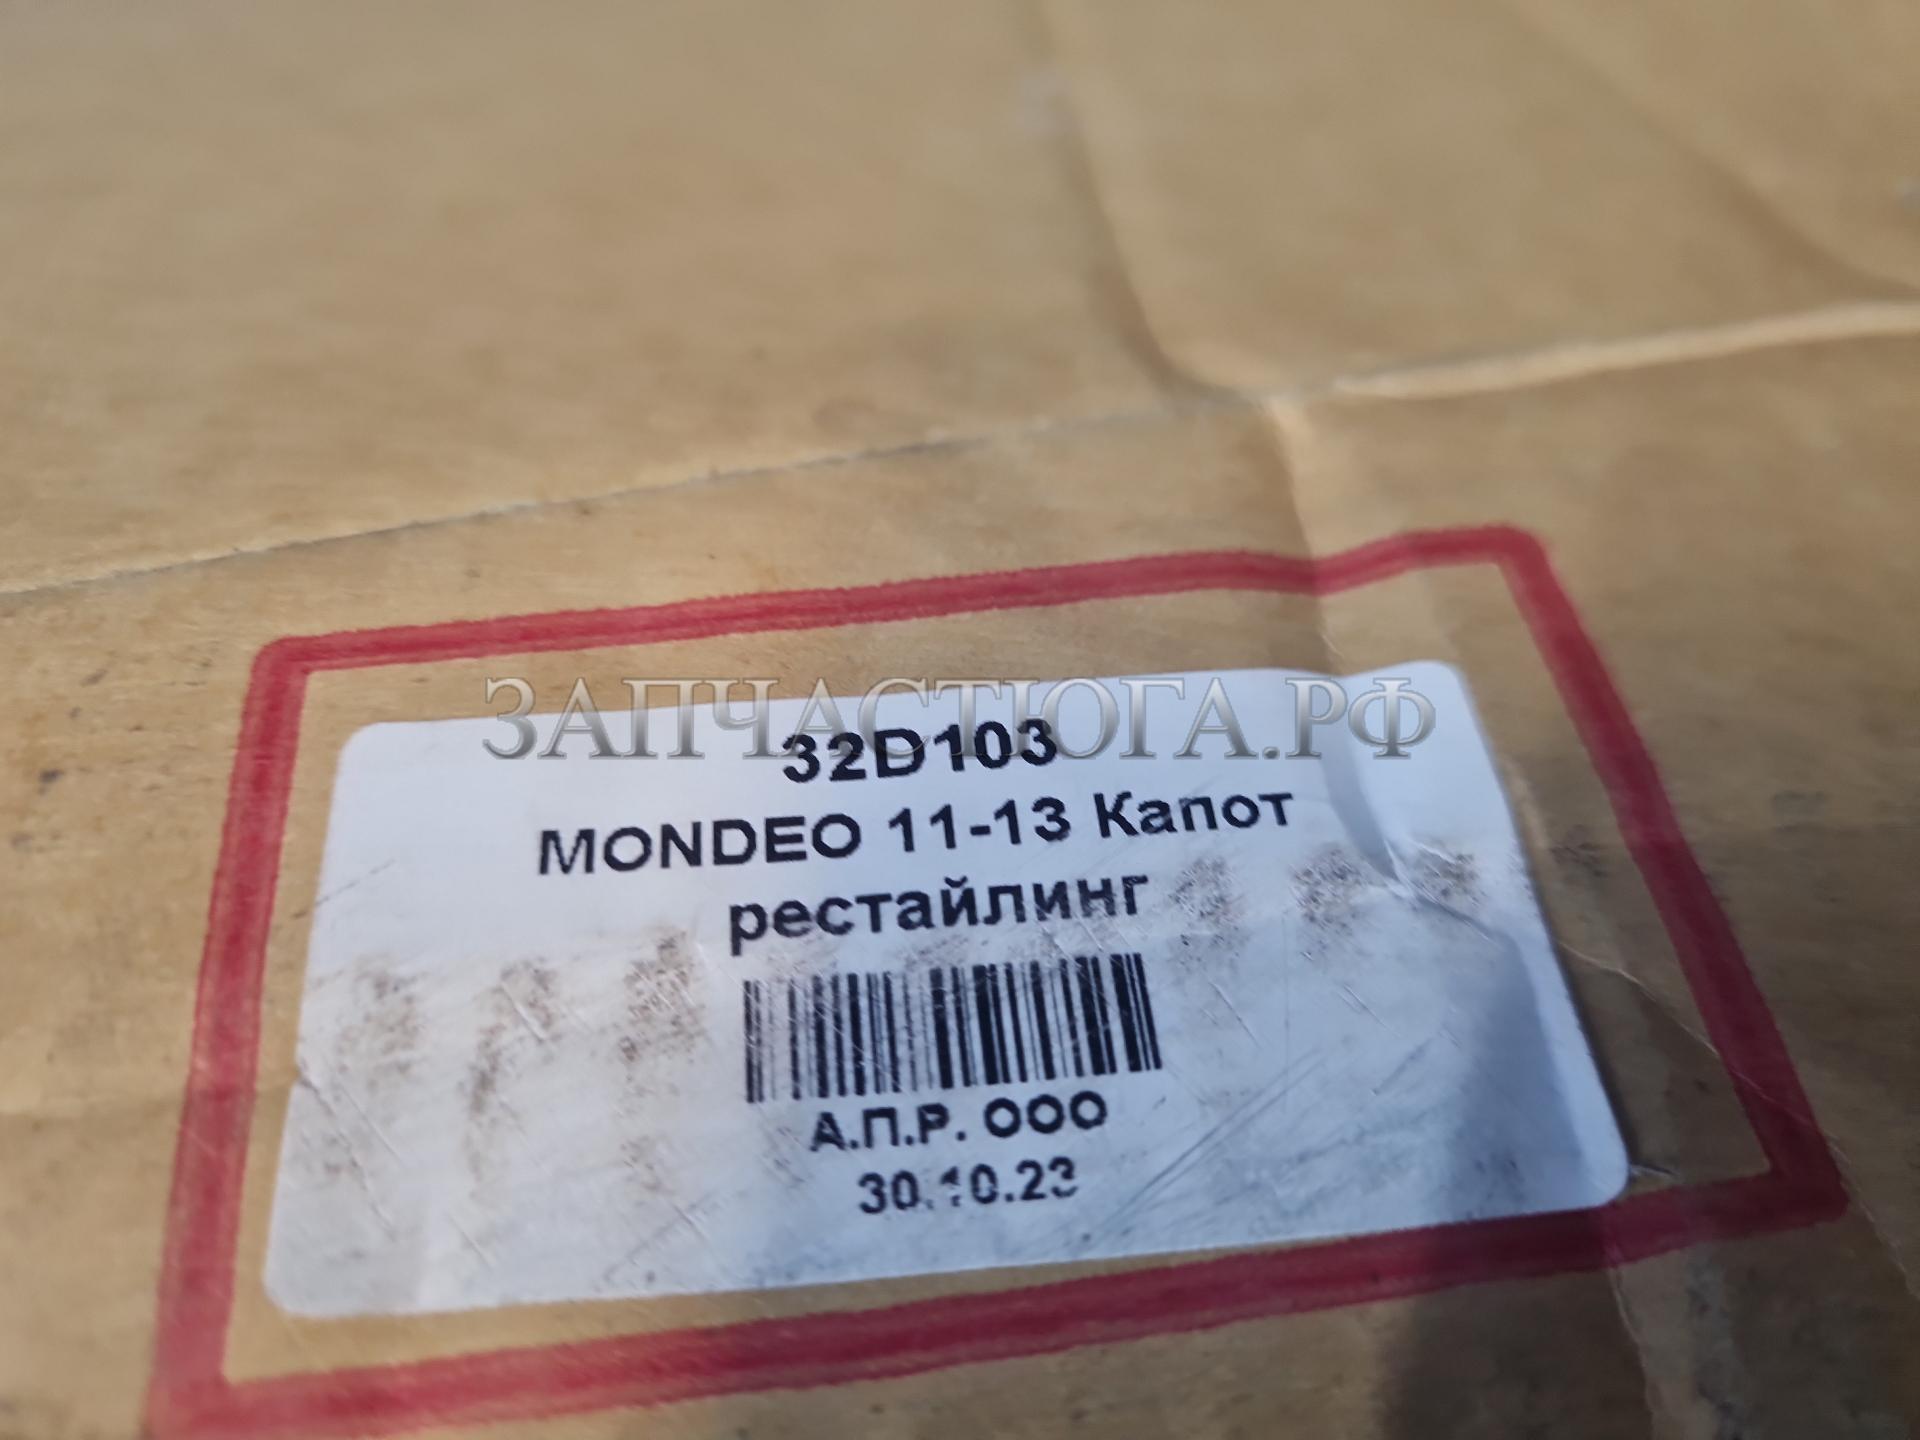 ЗАПЧАСТЮГА.РФ
32D103
MONDEO 11-13 Капот
рестайлинг
А.П.Р. ООО
30.10.23